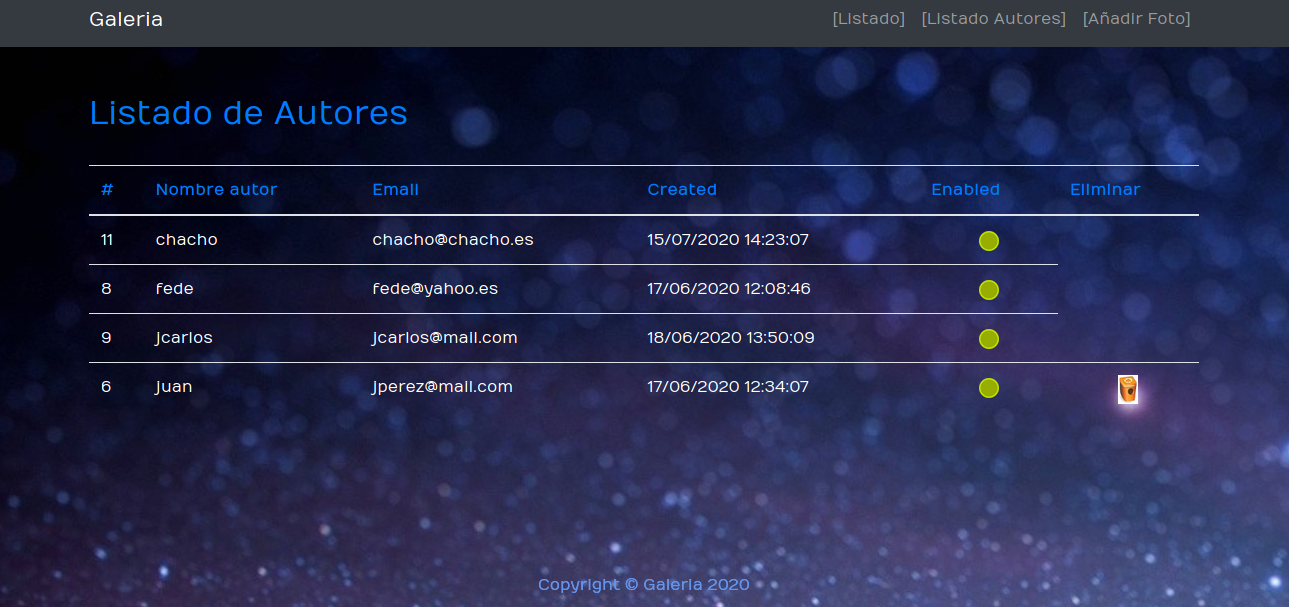 Galeria [Listado] [Listado Autores] [Añadir Foto]
Listado de Autores
# Nombre autor Email Created Enabled Eliminar
11 chacho chacho@chacho.es 15/07/2020 14:23:07
8 fede fede@yahoo.es 17/06/2020 12:08:46
9 jcarlos jcarlos@mail.com 18/06/2020 13:50:09
6 juan jperez@mail.com 17/06/2020 12:34:07
Copyright © Galeria 2020